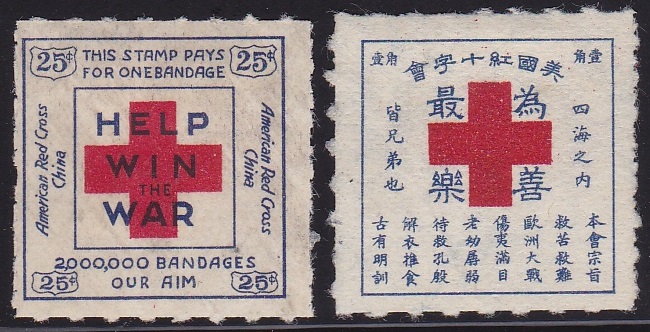 25¢ THIS STAMP PAYS 25¢
FOR ONEBANDAGE
American Red Cross
China
HELP
WIN
THE
WAR
American Red Cross
China
2,000,000 BANDAGES
25¢ OUR AIM 25¢
壹角
美國紅十字會
壹角
四海之内
為善
最樂
皆兄弟也
本會宗旨
救苦救難
歐洲大戰
傷夷滿目
老幼孱弱
待救孔殷
解衣推食
古有明訓